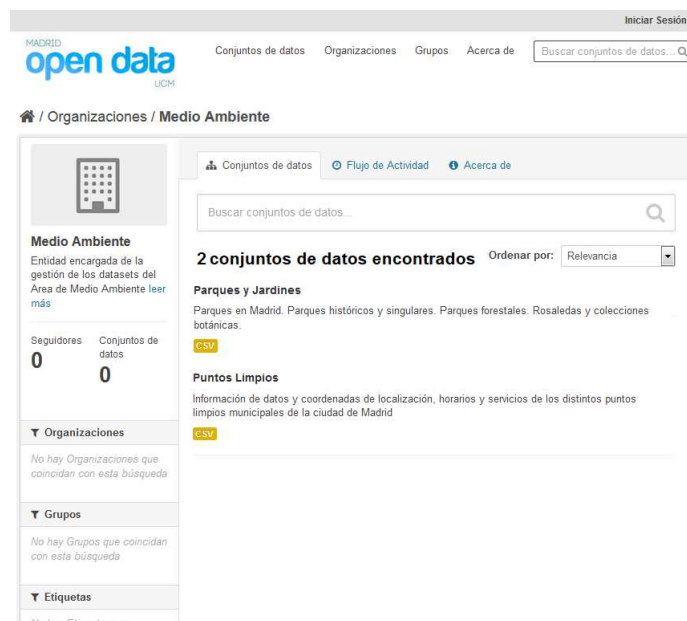 Iniciar Sesión
MADRID
open data
UCM
Conjuntos de datos Organizaciones Grupos Acerca de
Buscar conjuntos de datos...
/ Organizaciones / Medio Ambiente
Conjuntos de datos Flujo de Actividad Acerca de
Buscar conjuntos de datos...
Medio Ambiente
Entidad encargada de la
gestión de los datasets del
Area de Medio Ambiente leer
más
Seguidores
0
Conjuntos de
datos
0
2 conjuntos de datos encontrados
Ordenar por: Relevancia
Parques y Jardines
Parques en Madrid. Parques históricos y singulares. Parques forestales. Rosaledas y colecciones
botánicas.
CSV
Puntos Limpios
Información de datos y coordenadas de localización, horarios y servicios de los distintos puntos
limpios municipales de la ciudad de Madrid
CSV
Organizaciones
No hay Organizaciones que
coincidan con esta búsqueda
Grupos
No hay Grupos que coincidan
con esta búsqueda
Etiquetas